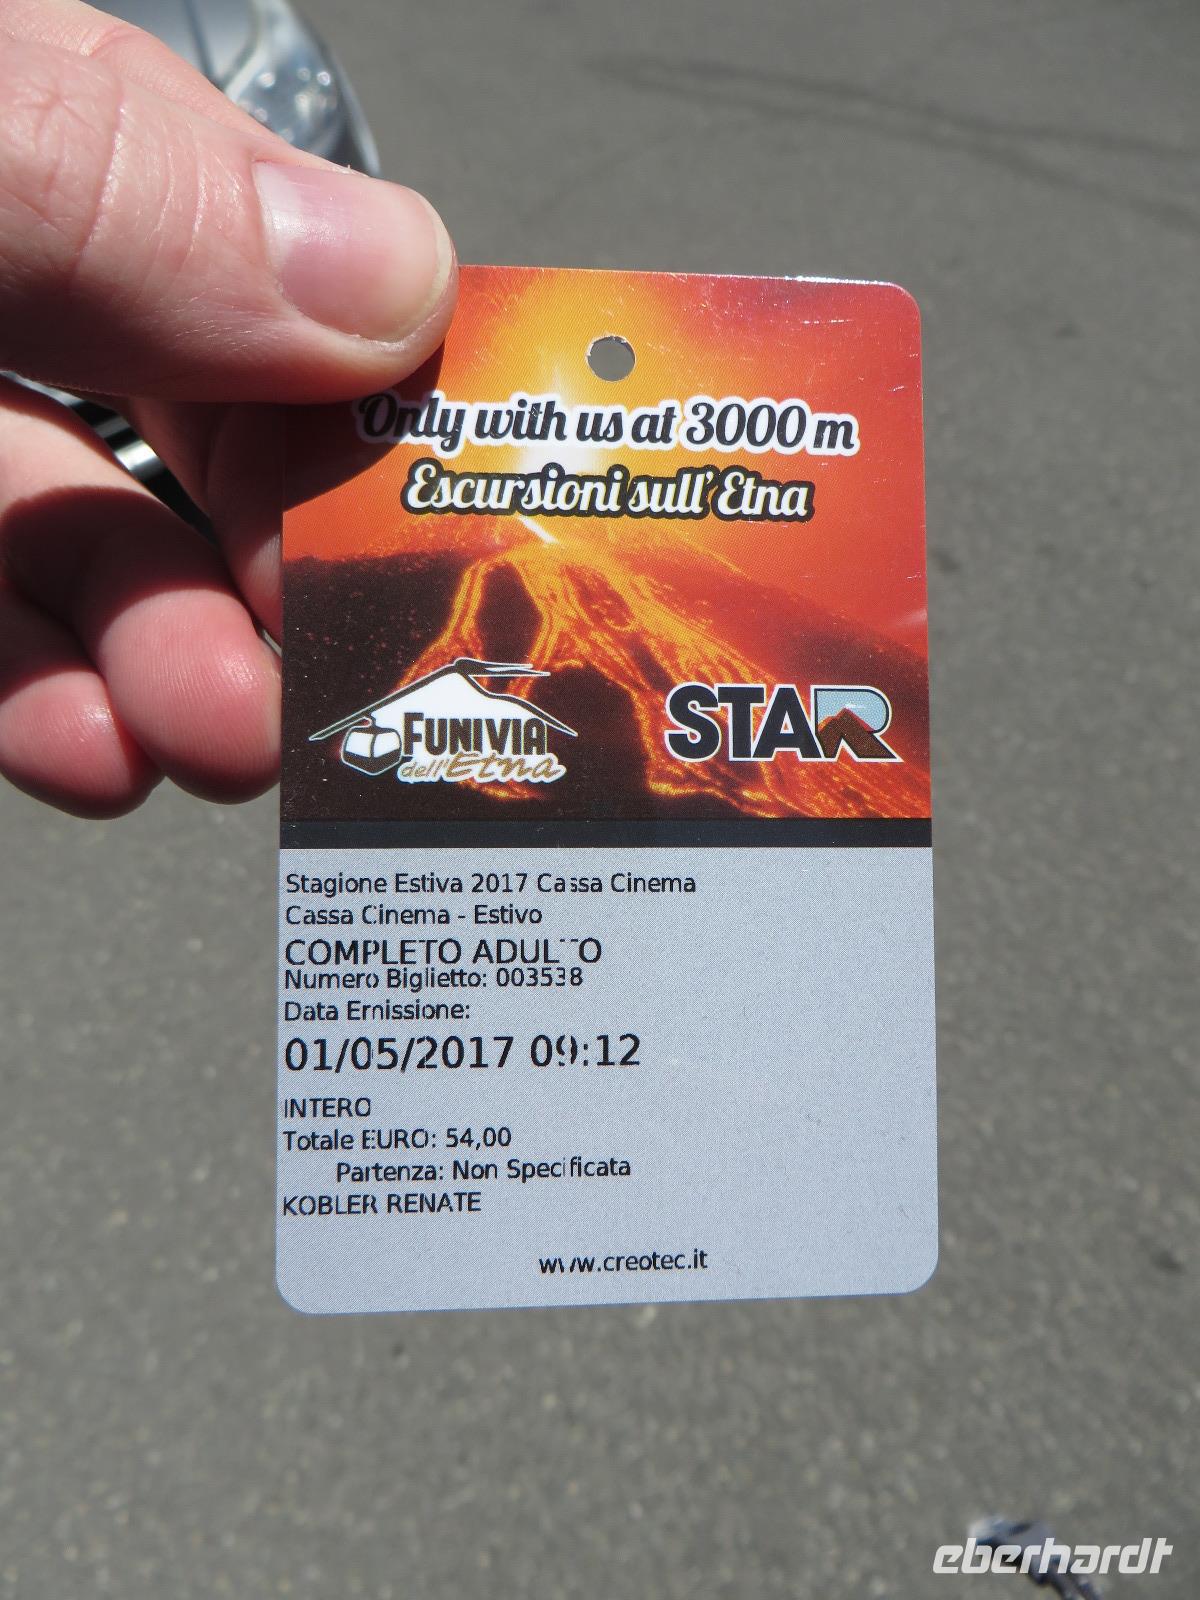 Only with us at 3000 m
Escursioni sull'Etna
FUNIVIA
dell'Etna
STAR
Stagione Estiva 2017 Cassa Cinema
Cassa Cinema - Estivo
COMPLETO ADULTO
Numero Biglietto: 003538
Data Emissione:
01/05/2017 09:12
INTERO
Totale EURO: 54,00
Partenza: Non Specificata
KOBLER RENATE
www.creotec.it
eberhardt